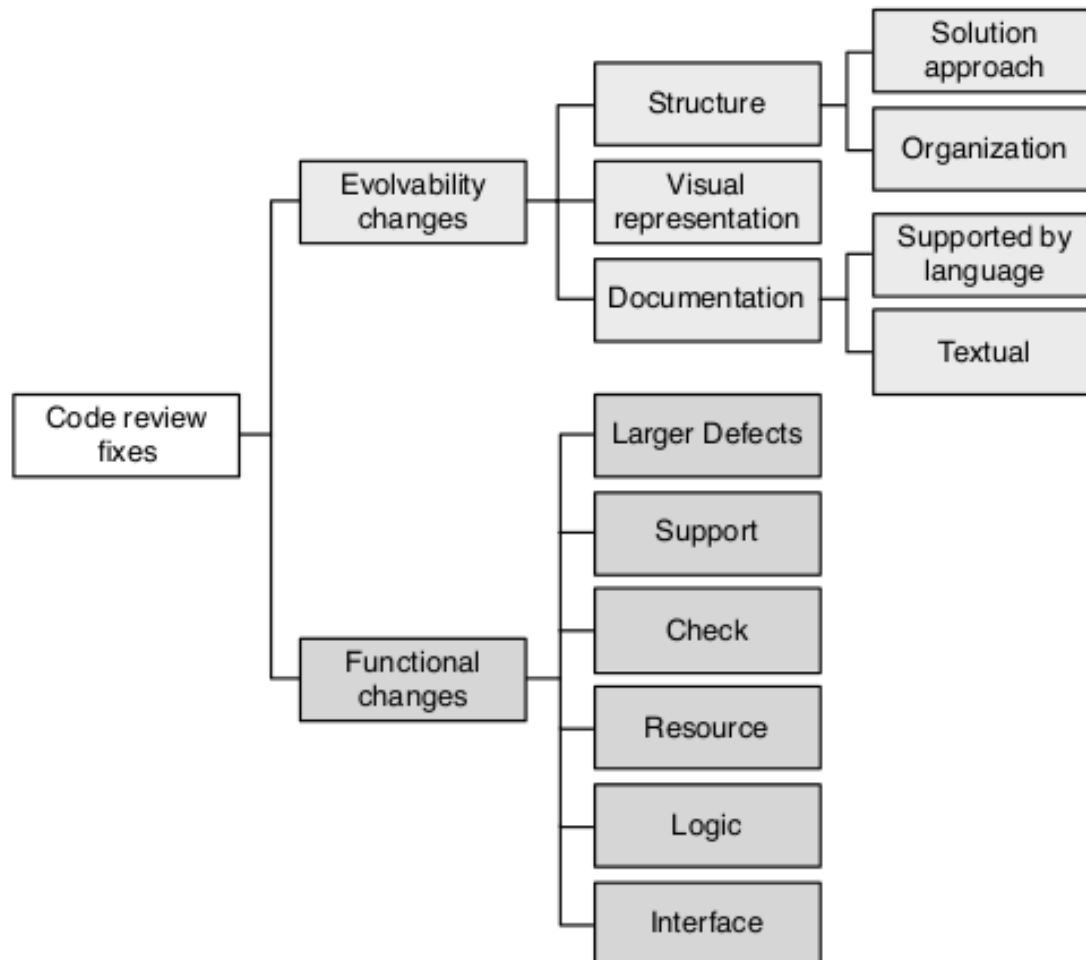 Code review
fixes
Evolvability
changes
Structure
Solution
approach
Organization
Visual
representation
Documentation
Supported by
language
Textual
Functional
changes
Larger Defects
Support
Check
Resource
Logic
Interface